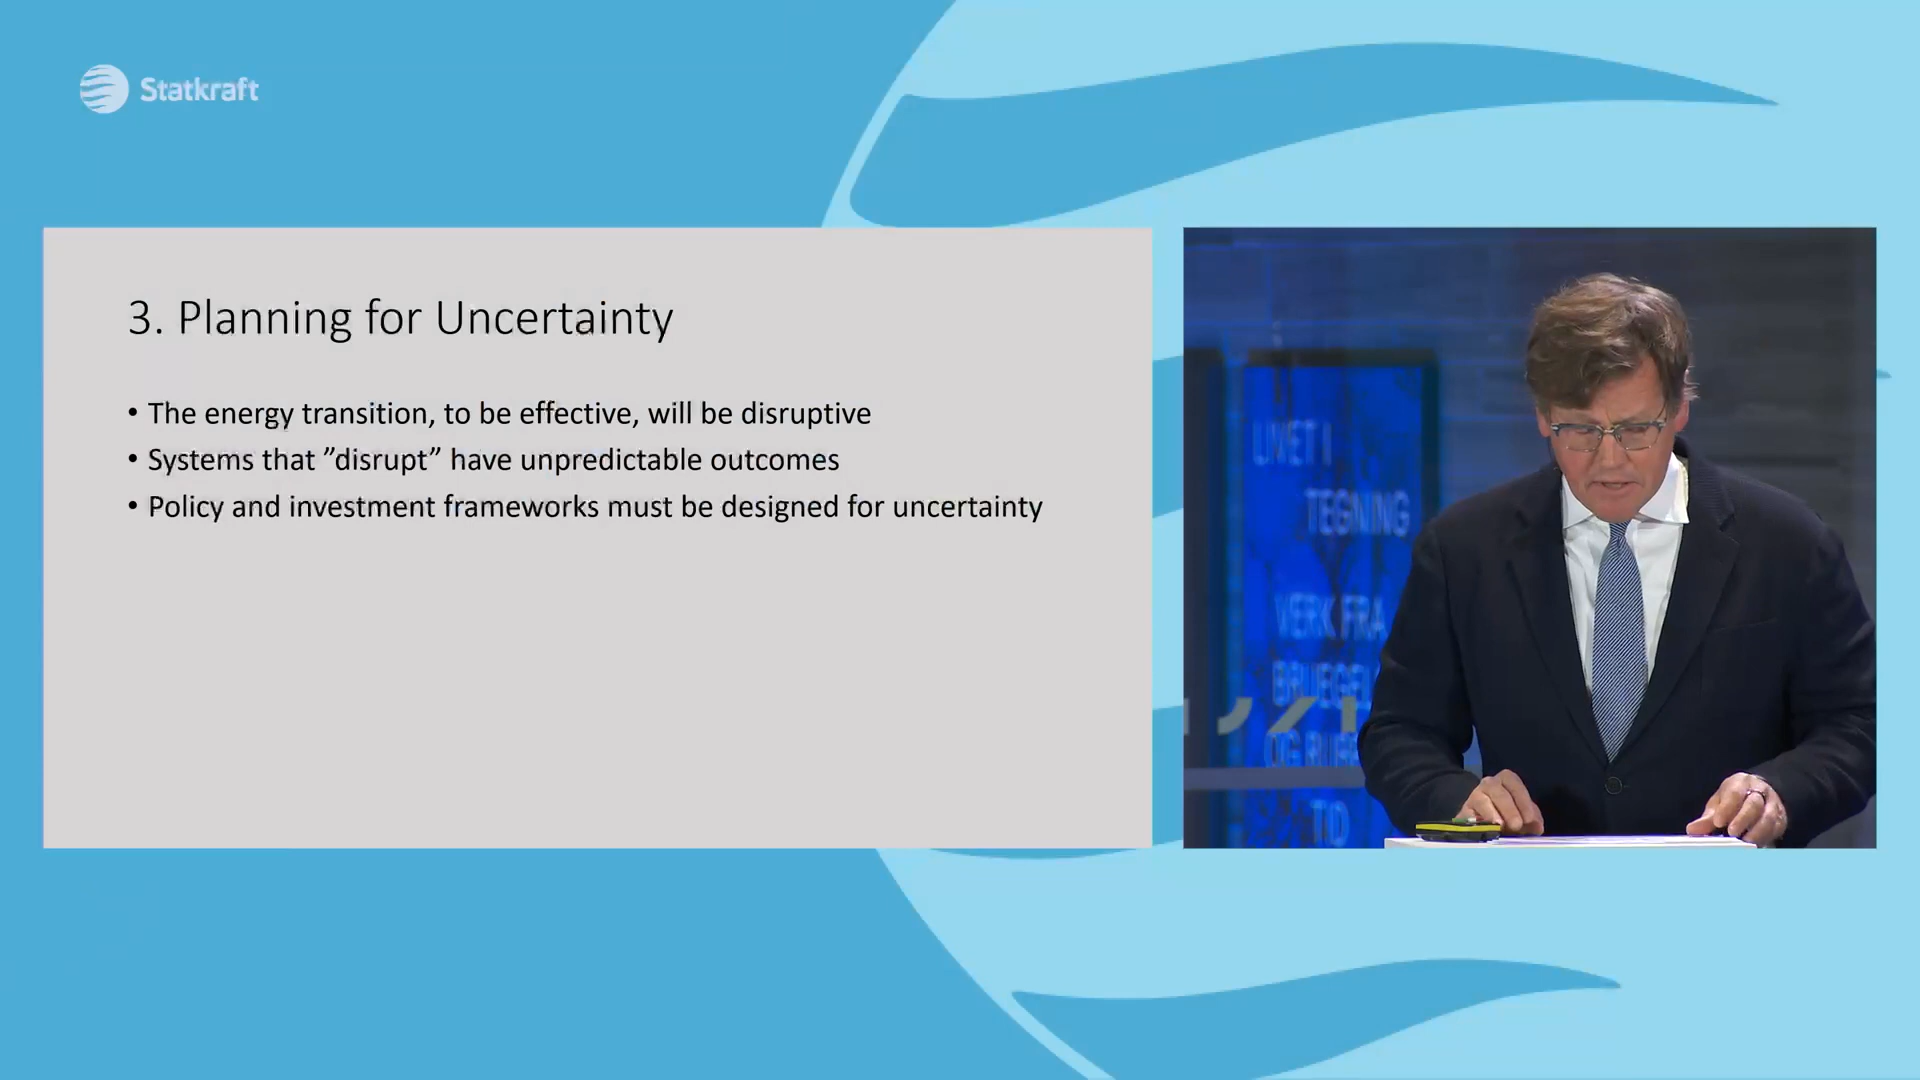 Statkraft
3. Planning for Uncertainty
• The energy transition, to be effective, will be disruptive
• Systems that ”disrupt” have unpredictable outcomes
• Policy and investment frameworks must be designed for uncertainty
TEGNING
VERK FRA
TO